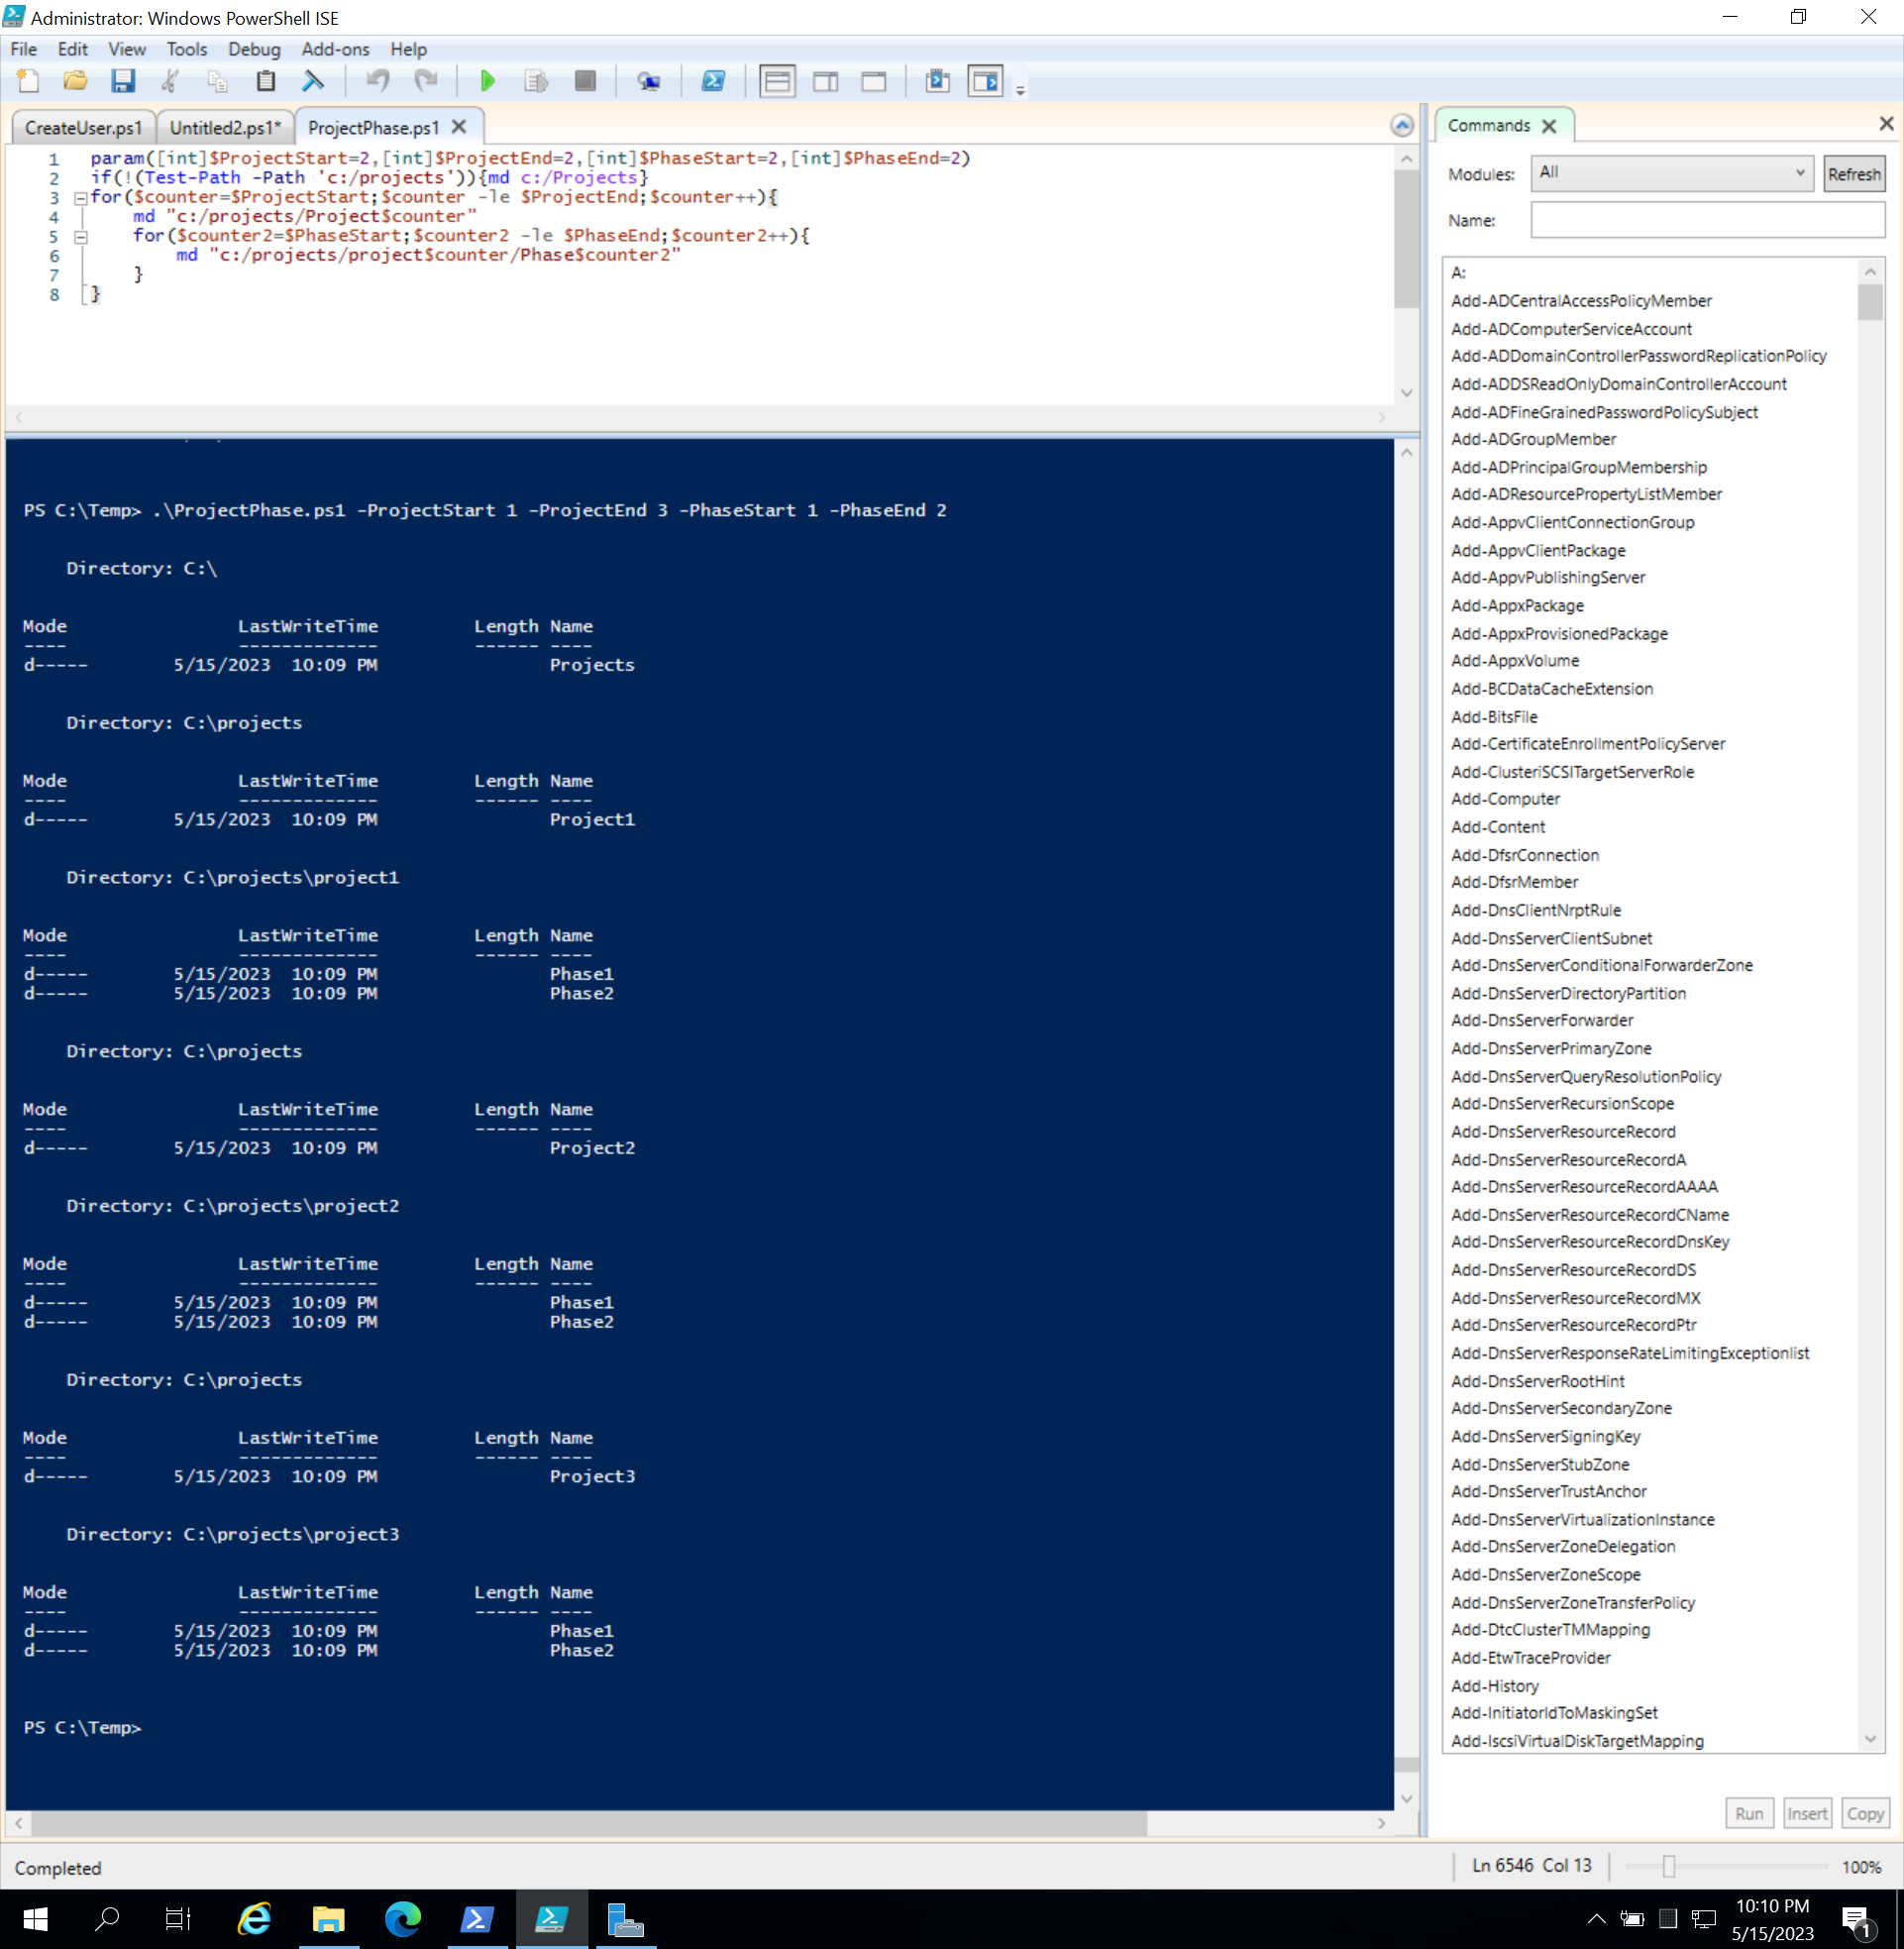 Administrator: Windows PowerShell ISE
File Edit View Tools Debug Add-ons Help
CreateUser.ps1 Untitled2.ps1* ProjectPhase.ps1
1 param([int]$ProjectStart=2,[int]$ProjectEnd=2,[int]$PhaseStart=2,[int]$PhaseEnd=2)
2 if(!(Test-Path -Path 'c:/projects')){md c:/Projects}
3 for($counter=$ProjectStart;$counter -le $ProjectEnd;$counter++){
4 md "c:/projects/Project$counter"
5 for($counter2=$PhaseStart;$counter2 -le $PhaseEnd;$counter2++){
6 md "c:/projects/project$counter/Phase$counter2"
7 }
8 }
PS C:\Temp> .\ProjectPhase.ps1 -ProjectStart 1 -ProjectEnd 3 -PhaseStart 1 -PhaseEnd 2
Directory: C:\
Mode LastWriteTime Length Name
---- ------------- ------ ----
d----- 5/15/2023 10:09 PM Projects
Directory: C:\projects
Mode LastWriteTime Length Name
---- ------------- ------ ----
d----- 5/15/2023 10:09 PM Project1
Directory: C:\projects\project1
Mode LastWriteTime Length Name
---- ------------- ------ ----
d----- 5/15/2023 10:09 PM Phase1
d----- 5/15/2023 10:09 PM Phase2
Directory: C:\projects
Mode LastWriteTime Length Name
---- ------------- ------ ----
d----- 5/15/2023 10:09 PM Project2
Directory: C:\projects\project2
Mode LastWriteTime Length Name
---- ------------- ------ ----
d----- 5/15/2023 10:09 PM Phase1
d----- 5/15/2023 10:09 PM Phase2
Directory: C:\projects
Mode LastWriteTime Length Name
---- ------------- ------ ----
d----- 5/15/2023 10:09 PM Project3
Directory: C:\projects\project3
Mode LastWriteTime Length Name
---- ------------- ------ ----
d----- 5/15/2023 10:09 PM Phase1
d----- 5/15/2023 10:09 PM Phase2
PS C:\Temp>
Commands
Modules: All Refresh
Name:
A:
Add-ADCentralAccessPolicyMember
Add-ADComputerServiceAccount
Add-ADDomainControllerPasswordReplicationPolicy
Add-ADDSReadOnlyDomainControllerAccount
Add-ADFineGrainedPasswordPolicySubject
Add-ADGroupMember
Add-ADPrincipalGroupMembership
Add-ADResourcePropertyListMember
Add-AppvClientConnectionGroup
Add-AppvClientPackage
Add-AppvPublishingServer
Add-AppxPackage
Add-AppxProvisionedPackage
Add-AppxVolume
Add-BCDataCacheExtension
Add-BitsFile
Add-CertificateEnrollmentPolicyServer
Add-ClusteriSCSITargetServerRole
Add-Computer
Add-Content
Add-DfsrConnection
Add-DfsrMember
Add-DnsClientNrptRule
Add-DnsServerClientSubnet
Add-DnsServerConditionalForwarderZone
Add-DnsServerDirectoryPartition
Add-DnsServerForwarder
Add-DnsServerPrimaryZone
Add-DnsServerQueryResolutionPolicy
Add-DnsServerRecursionScope
Add-DnsServerResourceRecord
Add-DnsServerResourceRecordA
Add-DnsServerResourceRecordAAAA
Add-DnsServerResourceRecordCName
Add-DnsServerResourceRecordDnsKey
Add-DnsServerResourceRecordDS
Add-DnsServerResourceRecordMX
Add-DnsServerResourceRecordPtr
Add-DnsServerResponseRateLimitingExceptionlist
Add-DnsServerRootHint
Add-DnsServerSecondaryZone
Add-DnsServerSigningKey
Add-DnsServerStubZone
Add-DnsServerTrustAnchor
Add-DnsServerVirtualizationInstance
Add-DnsServerZoneDelegation
Add-DnsServerZoneScope
Add-DnsServerZoneTransferPolicy
Add-DtcClusterTMMapping
Add-EtwTraceProvider
Add-History
Add-InitiatorIdToMaskingSet
Add-IscsiVirtualDiskTargetMapping
Run Insert Copy
Completed Ln 6546 Col 13 100%
10:10 PM
5/15/2023
1